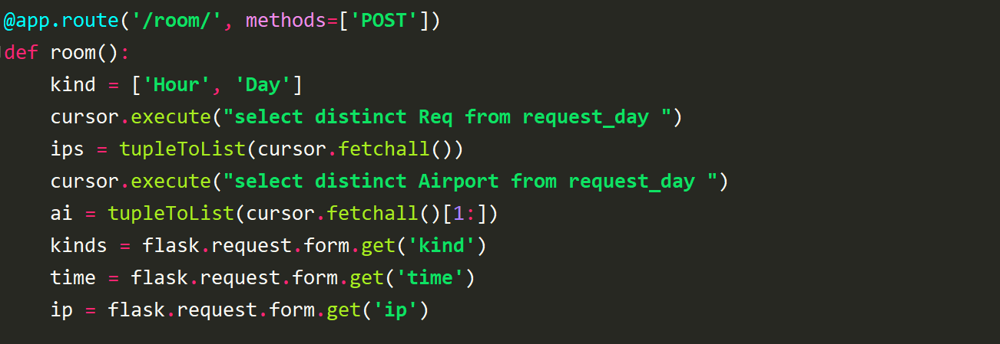 @app.route('/room/', methods=['POST'])
def room():
    kind = ['Hour', 'Day']
    cursor.execute("select distinct Req from request_day ")
    ips = tupleToList(cursor.fetchall())
    cursor.execute("select distinct Airport from request_day ")
    ai = tupleToList(cursor.fetchall()[1:])
    kinds = flask.request.form.get('kind')
    time = flask.request.form.get('time')
    ip = flask.request.form.get('ip')